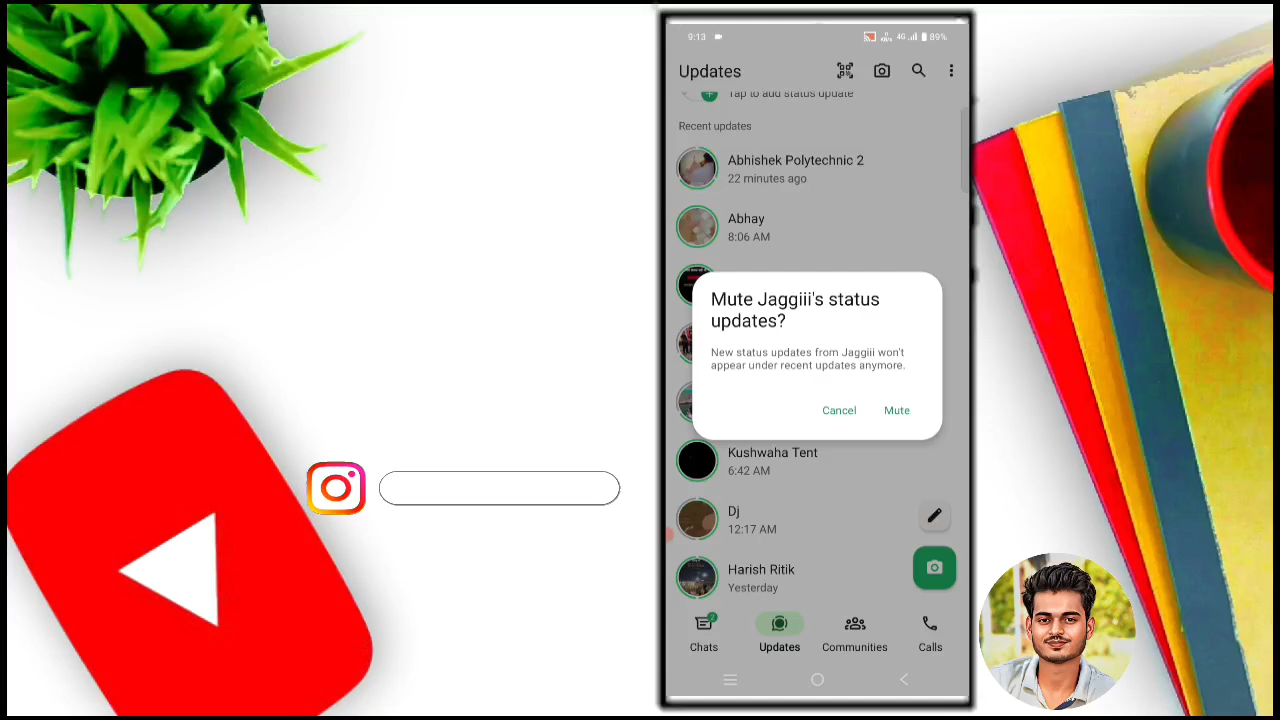 9:13
4G
89%
Updates
Tap to add status update
Recent updates
Abhishek Polytechnic 2
22 minutes ago
Abhay
8:06 AM
Mute Jaggiii's status
updates?
New status updates from Jaggiii won't
appear under recent updates anymore.
Cancel Mute
Kushwaha Tent
6:42 AM
Dj
12:17 AM
Harish Ritik
Yesterday
Chats Updates Communities Calls